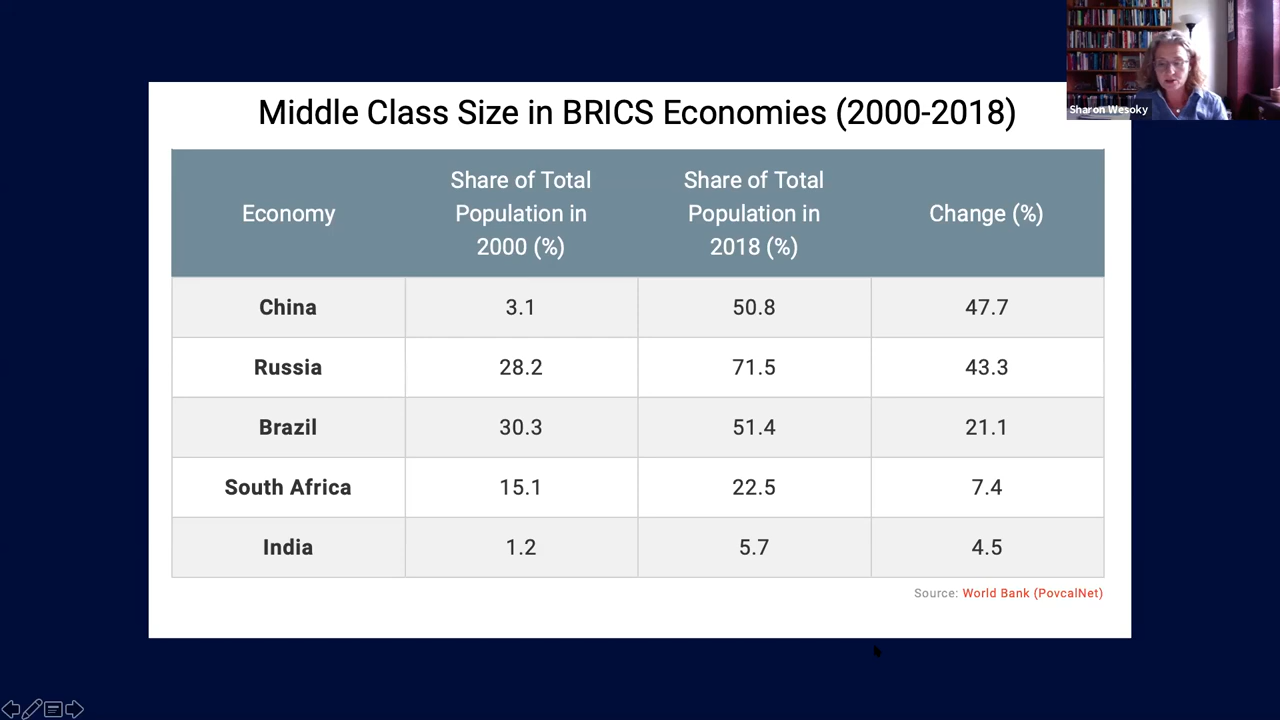 Middle Class Size in BRICS Economies (2000-2018)
Sharon Wesoky
Economy
Share of Total
Population in
2000 (%)
Share of Total
Population in
2018 (%)
Change (%)
China 3.1 50.8 47.7
Russia 28.2 71.5 43.3
Brazil 30.3 51.4 21.1
South Africa 15.1 22.5 7.4
India 1.2 5.7 4.5
Source: World Bank (PovcalNet)